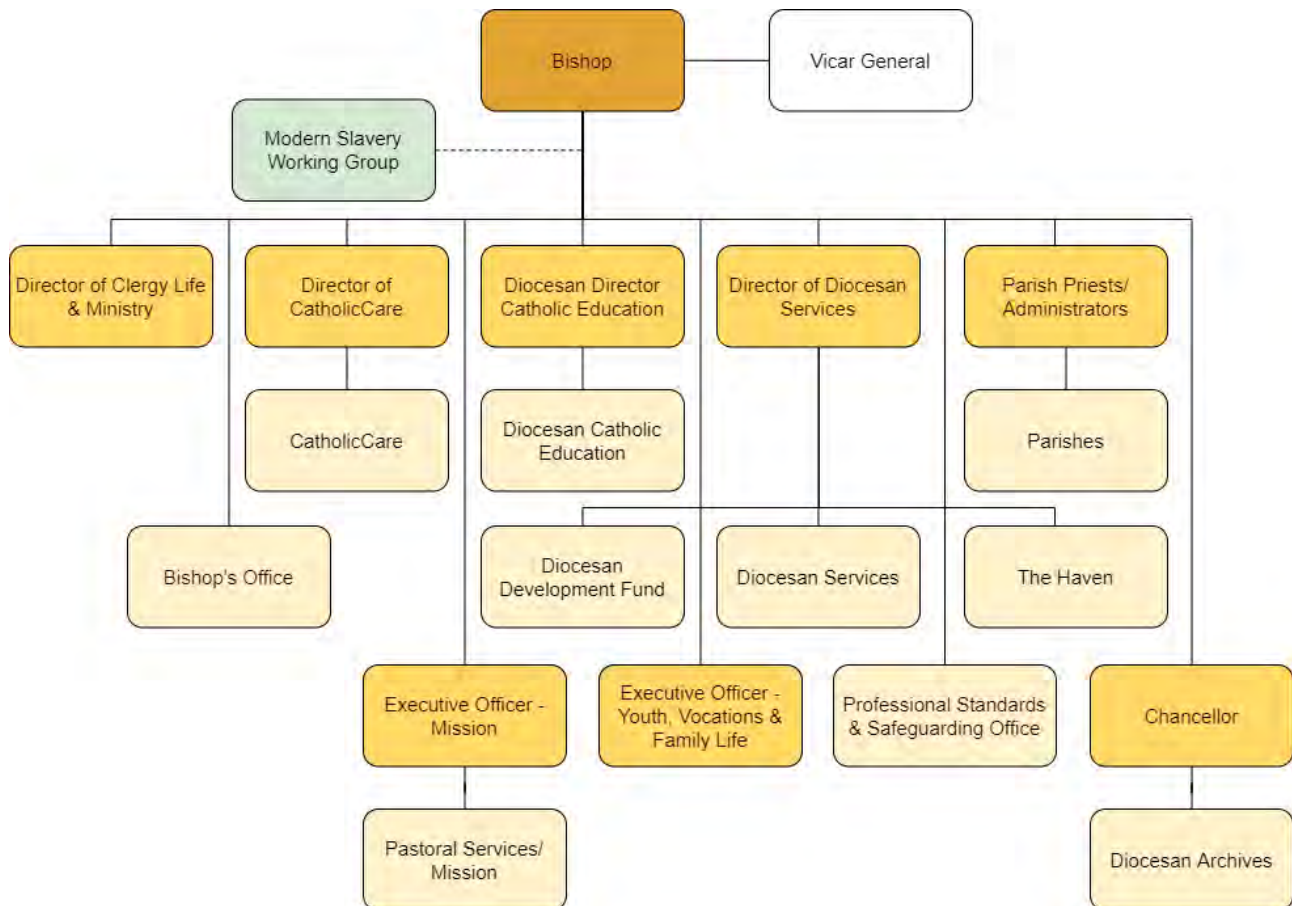 Bishop
Vicar General
Modern Slavery
Working Group
Director of Clergy Life
& Ministry
Director of
CatholicCare
Diocesan Director
Catholic Education
Director of Diocesan
Services
Parish Priests/
Administrators
CatholicCare
Diocesan Catholic
Education
Parishes
Bishop's Office
Diocesan
Development Fund
Diocesan Services
The Haven
Executive Officer -
Mission
Executive Officer -
Youth, Vocations &
Family Life
Professional Standards
& Safeguarding Office
Chancellor
Pastoral Services/
Mission
Diocesan Archives